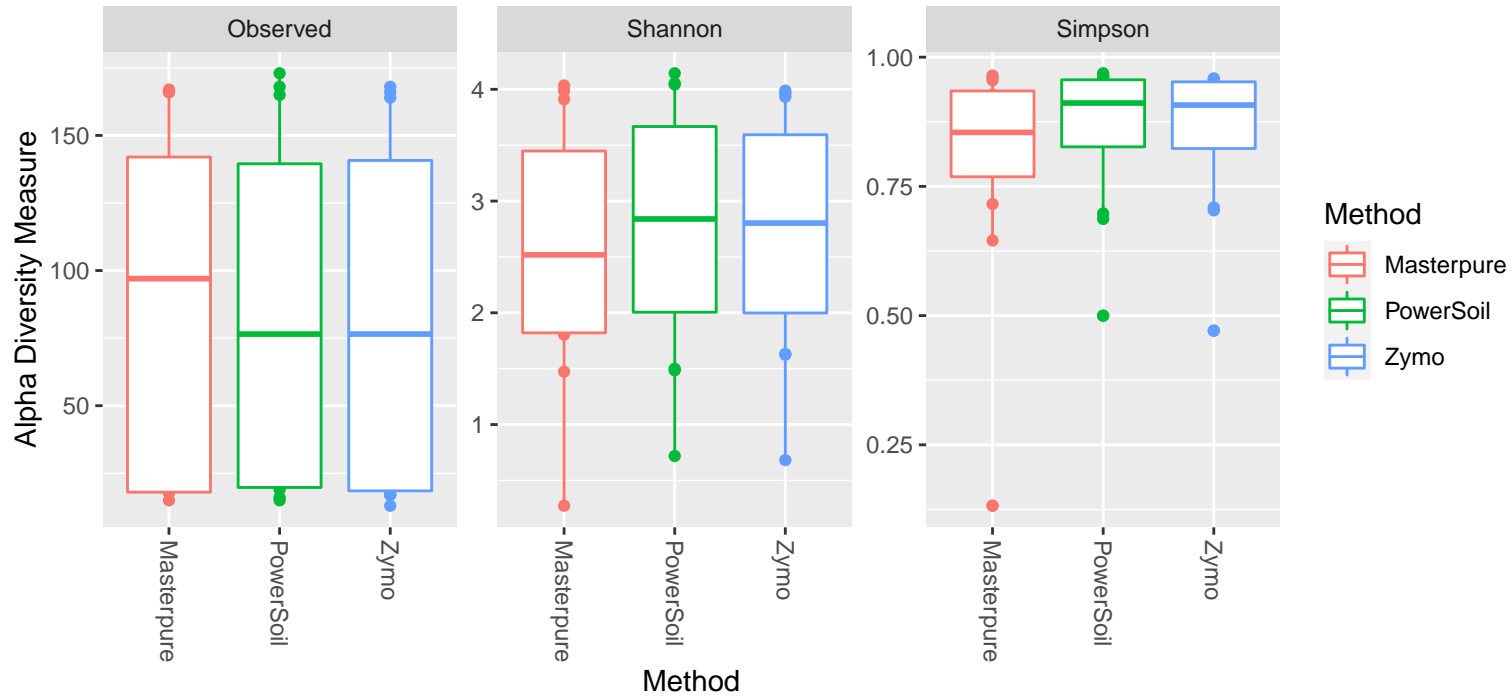 Observed
Shannon
Simpson
Alpha Diversity Measure
150
100
50
4
3
2
1
1.00
0.75
0.50
0.25
Masterpure
PowerSoil
Zymo
Masterpure
PowerSoil
Zymo
Masterpure
PowerSoil
Zymo
Method
Method
Masterpure
PowerSoil
Zymo